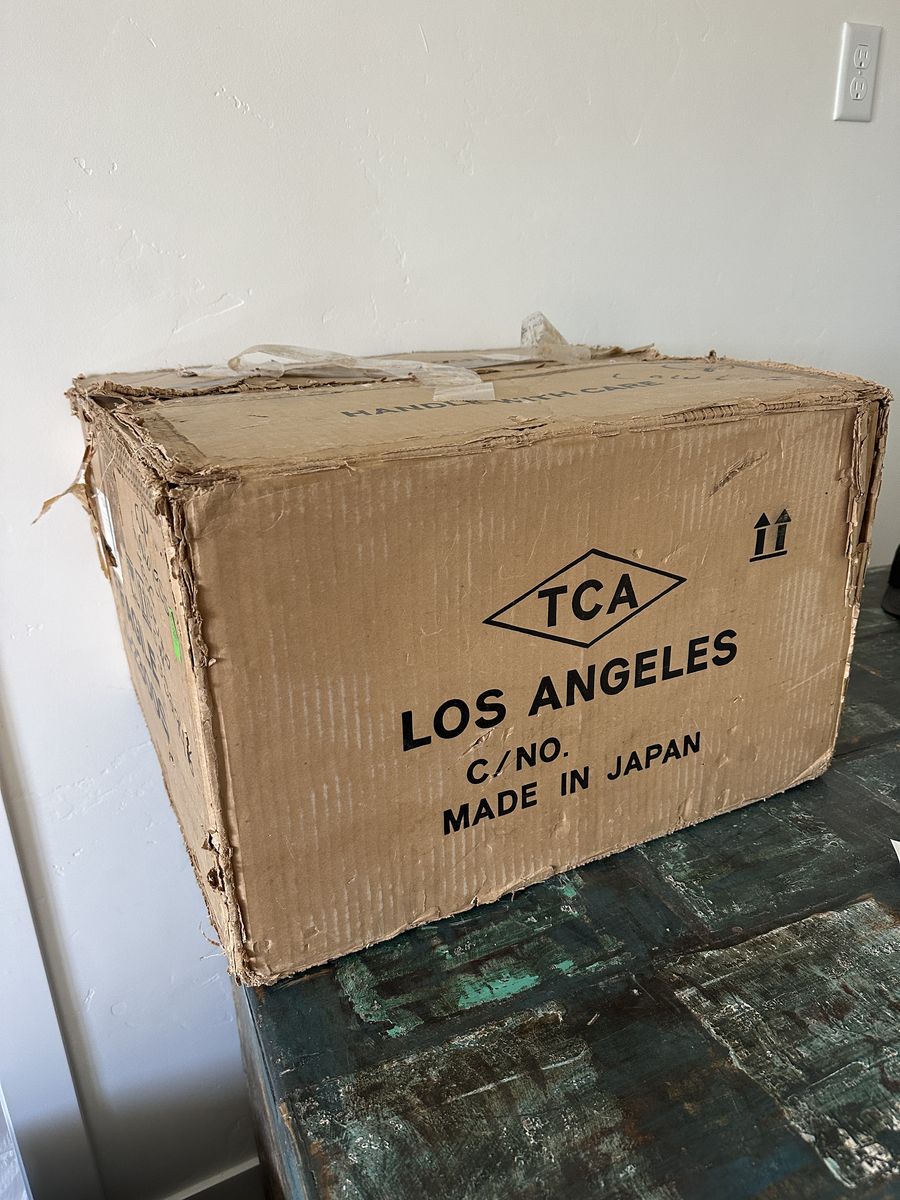 HANDLE WITH CARE
TCA
LOS ANGELES
C/NO.
MADE IN JAPAN